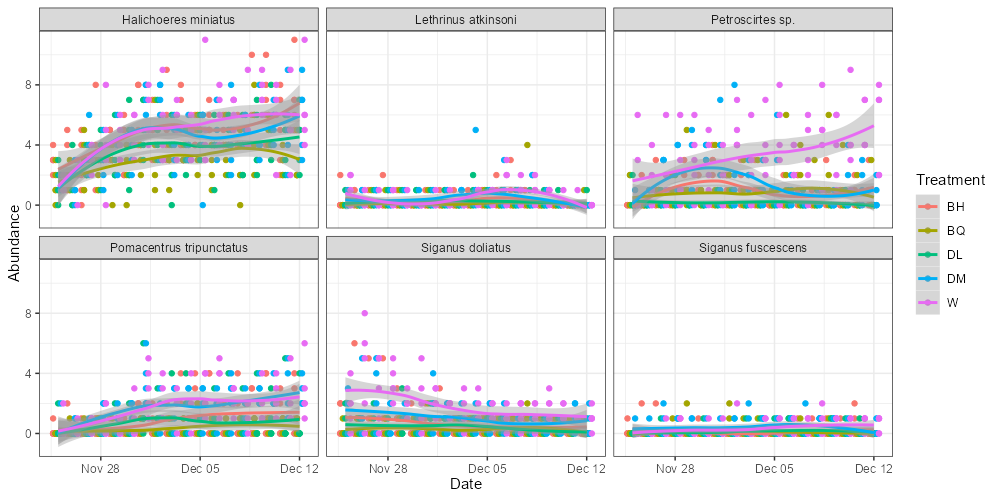 Halichoeres miniatus
Lethrinus atkinsoni
Petroscirtes sp.
8
4
0
Pomacentrus tripunctatus
Siganus doliatus
Siganus fuscescens
8
4
0
Nov 28
Dec 05
Dec 12
Nov 28
Dec 05
Dec 12
Nov 28
Dec 05
Dec 12
Date
Abundance
Treatment
BH
BQ
DL
DM
W